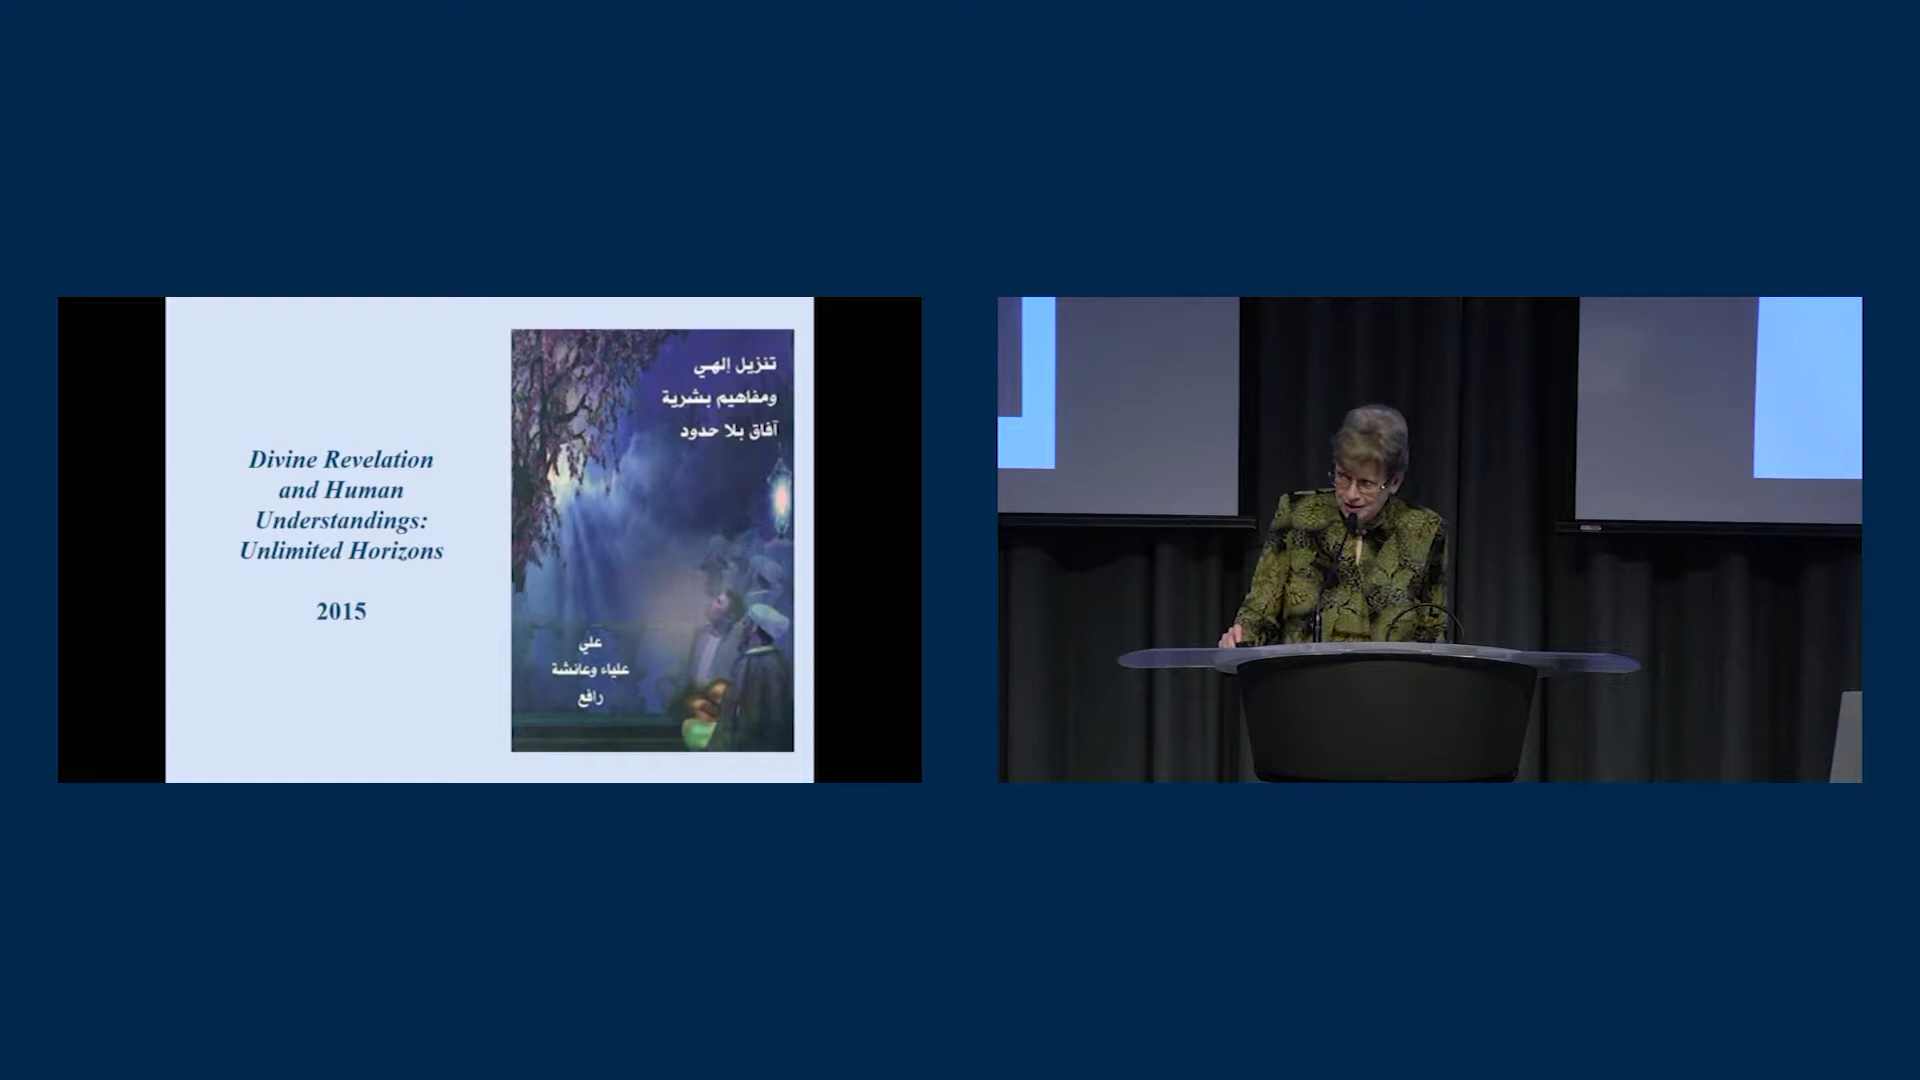 Divine Revelation
and Human
Understandings:
Unlimited Horizons
2015
تنزيل إلهي
ومفاهيم بشرية
آفاق بلا حدود
علي
علياء وعائشة
رافع